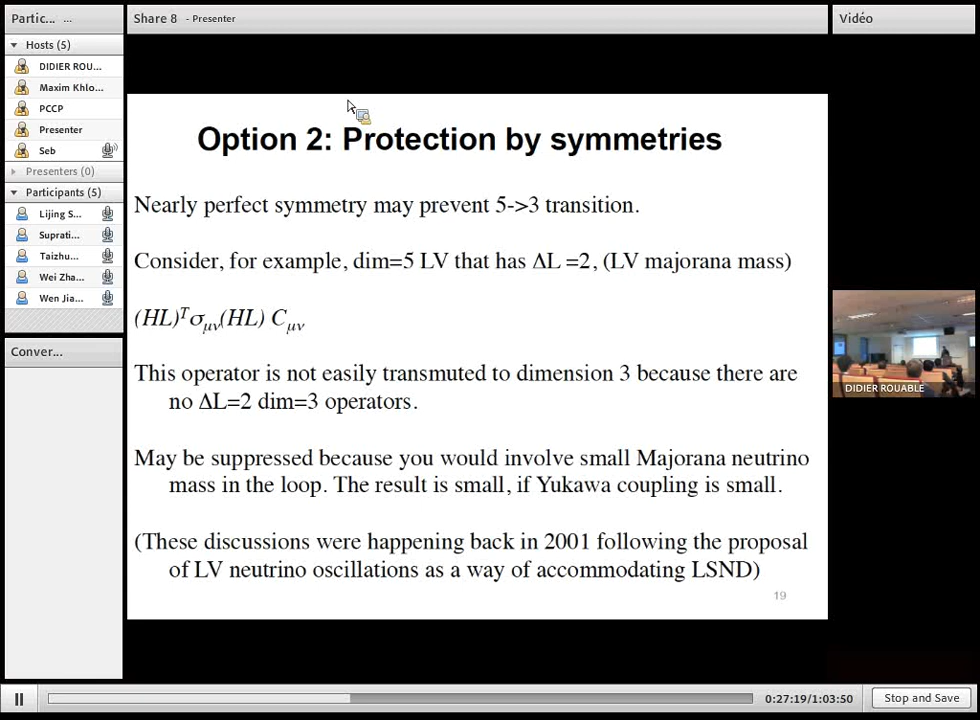 Partic... ...
Hosts (5)
DIDIER ROU...
Maxim Khlo...
PCCP
Presenter
Seb
Presenters (0)
Participants (5)
Lijing S...
Suprati...
Taizhu...
Wei Zha...
Wen Jia...
Conver...
Share 8 - Presenter
Option 2: Protection by symmetries
Nearly perfect symmetry may prevent 5->3 transition.
Consider, for example, dim=5 LV that has ΔL =2, (LV majorana mass)
(HL)ᵀσμν(HL) Cμν
This operator is not easily transmuted to dimension 3 because there are
no ΔL=2 dim=3 operators.
May be suppressed because you would involve small Majorana neutrino
mass in the loop. The result is small, if Yukawa coupling is small.
(These discussions were happening back in 2001 following the proposal
of LV neutrino oscillations as a way of accommodating LSND)
19
Vidéo
DIDIER ROUABLE
0:27:19/1:03:50
Stop and Save